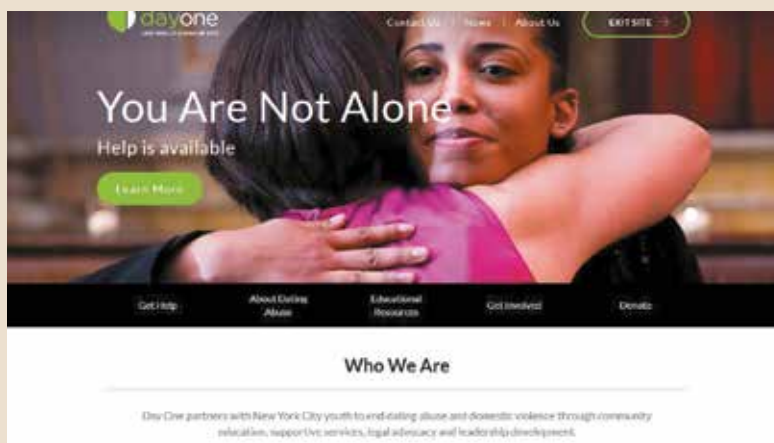 dayone
Contact Us | News | About Us
EXIT SITE →
You Are Not Alone
Help is available
Learn More
Get Help
About Dating
Abuse
Educational
Resources
Get Involved
Donate
Who We Are
Day One partners with New York City youth to end dating abuse and domestic violence through community
education, supportive services, legal advocacy and leadership development.